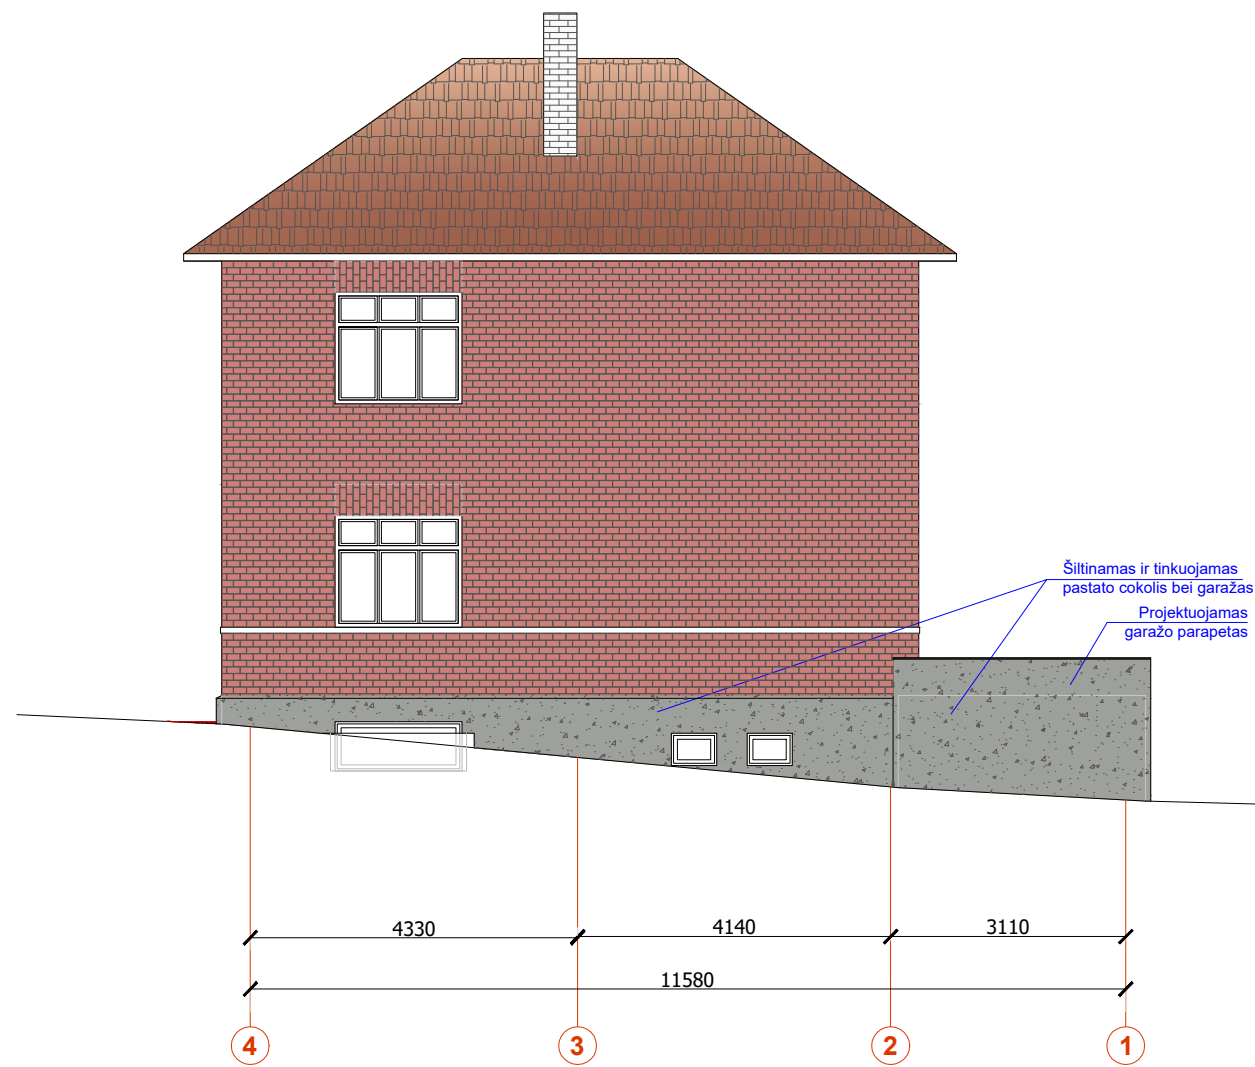 Šiltinamas ir tinkuojamas
pastato cokolis bei garažas
Projektuojamas
garažo parapetas
4330
4140
3110
11580
4
3
2
1